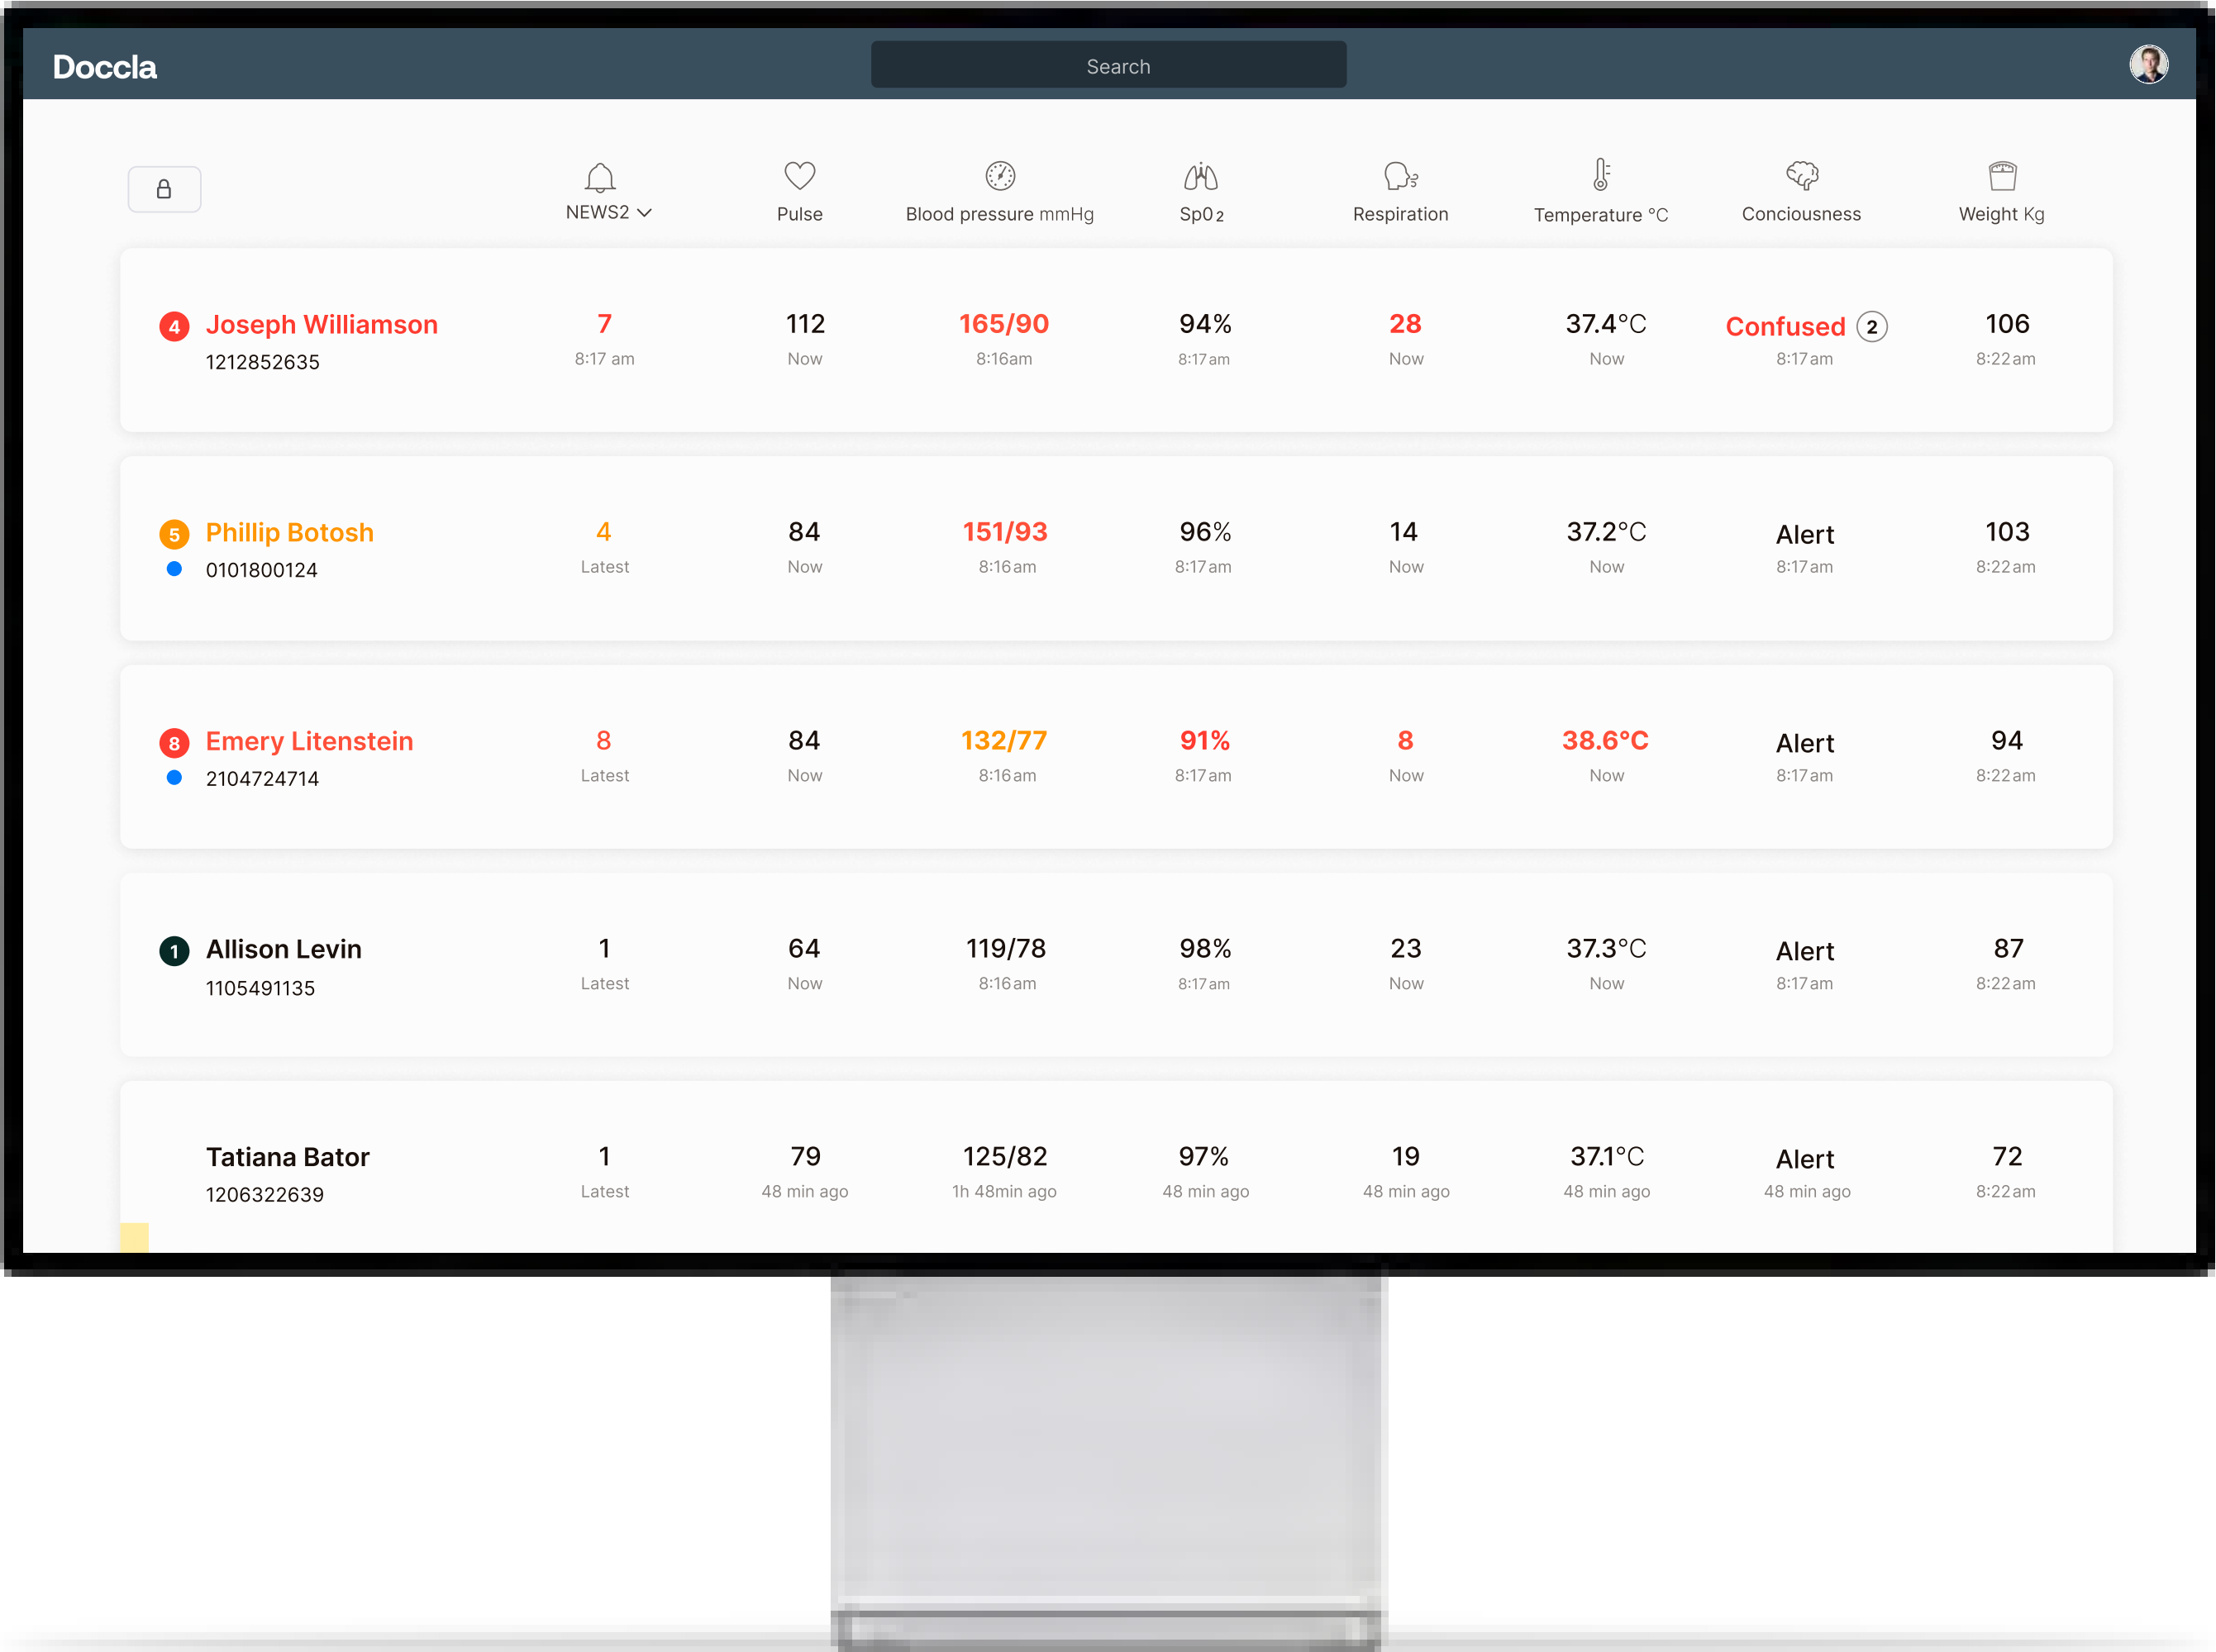 Doccla
Search
NEWS2
Pulse
Blood pressure mmHg
Sp02
Respiration
Temperature °C
Conciousness
Weight Kg
4 Joseph Williamson 7 112 165/90 94% 28 37.4°C Confused 2 106
1212852635 8:17 am Now 8:16am 8:17am Now Now 8:17am 8:22am
5 Phillip Botosh 4 84 151/93 96% 14 37.2°C Alert 103
0101800124 Latest Now 8:16am 8:17am Now Now 8:17am 8:22am
8 Emery Litenstein 8 84 132/77 91% 8 38.6°C Alert 94
2104724714 Latest Now 8:16am 8:17am Now Now 8:17am 8:22am
1 Allison Levin 1 64 119/78 98% 23 37.3°C Alert 87
1105491135 Latest Now 8:16am 8:17am Now Now 8:17am 8:22am
Tatiana Bator 1 79 125/82 97% 19 37.1°C Alert 72
1206322639 Latest 48 min ago 1h 48min ago 48 min ago 48 min ago 48 min ago 48 min ago 8:22am